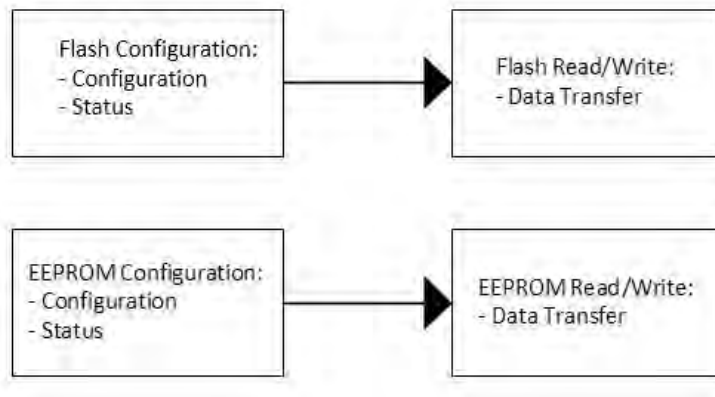 Flash Configuration:
- Configuration
- Status
Flash Read/Write:
- Data Transfer
EEPROM Configuration:
- Configuration
- Status
EEPROM Read/Write:
- Data Transfer